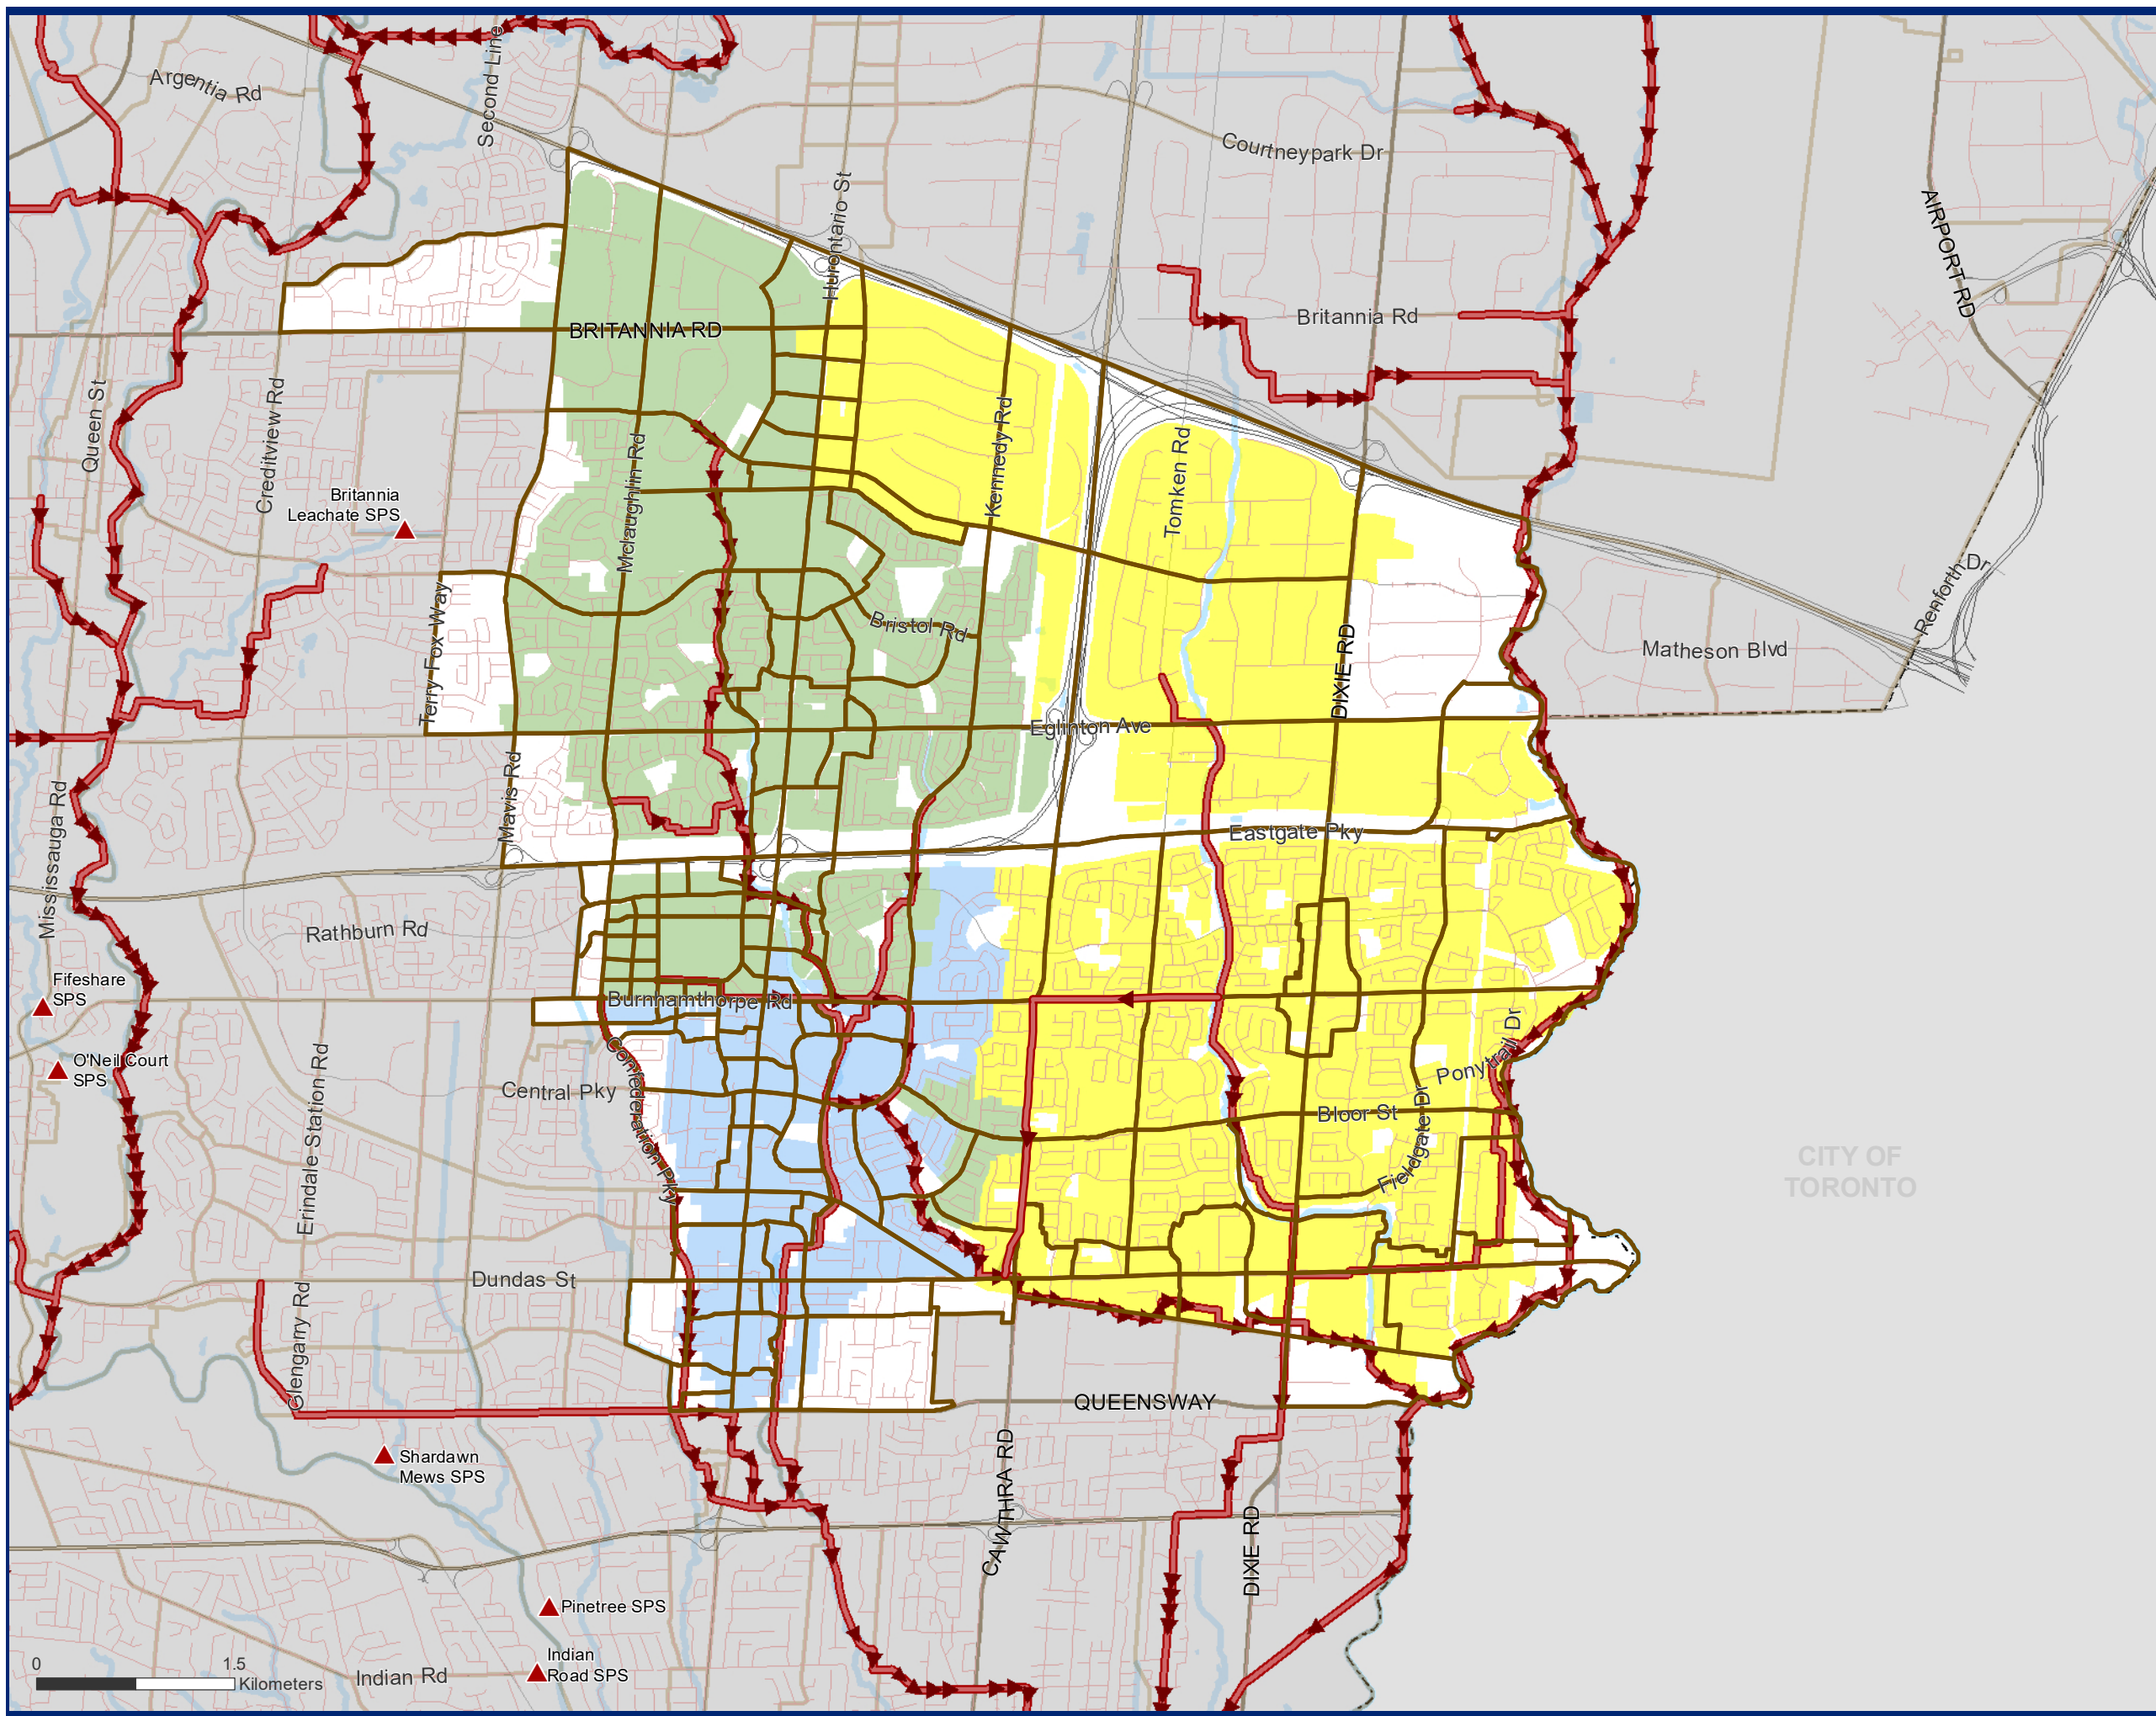 Argentia Rd
Second Line
Courtneypark Dr
Hurontario St
AIRPORT RD
BRITANNIA RD
Britannia Rd
Queen St
Creditview Rd
Kennedy Rd
Tomken Rd
Mclaughlin Rd
Britannia
Leachate SPS
Renforth Dr
Terry Fox Way
Bristol Rd
DIXIE RD
Matheson Blvd
Eglinton Ave
Mississauga Rd
Mavis Rd
Eastgate Pky
Rathburn Rd
Fifeshare
SPS
Burnhamthorpe Rd
O'Neil Court
SPS
Erindale Station Rd
Central Pky
Confederation Pky
Ponytrail Dr
Bloor St
Fieldgate Dr
CITY OF
TORONTO
Dundas St
Glengarry Rd
QUEENSWAY
Shardawn
Mews SPS
CAWTHRA RD
DIXIE RD
Pinetree SPS
Indian
Road SPS
0 1.5
Kilometers
Indian Rd